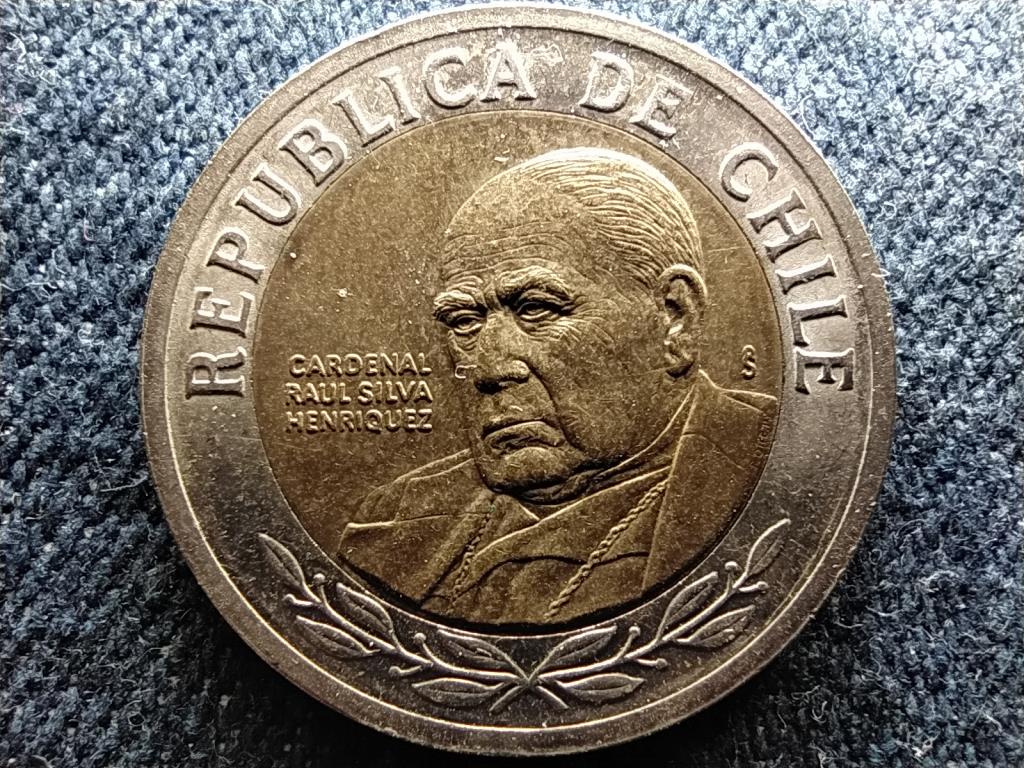 REPUBLICA DE CHILE
CARDENAL
RAUL SILVA
HENRIQUEZ